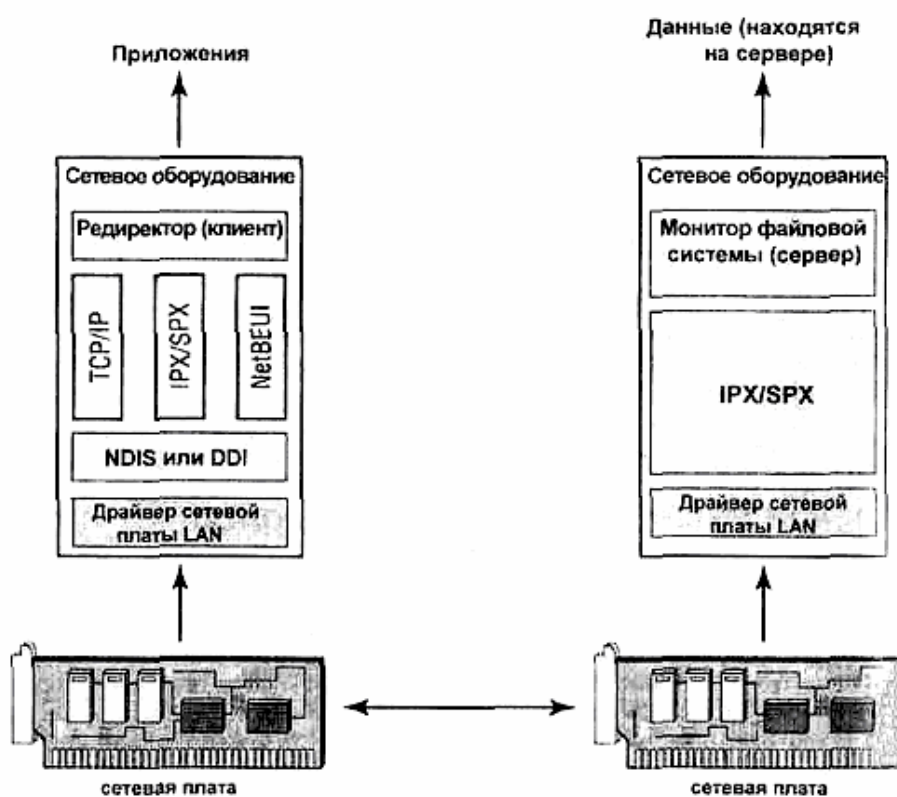 Приложения
Данные (находятся
на сервере)
Сетевое оборудование
Редиректор (клиент)
TCP/IP
IPX/SPX
NetBEUI
NDIS или DDI
Драйвер сетевой
платы LAN
сетевая плата
Сетевое оборудование
Монитор файловой
системы (сервер)
IPX/SPX
Драйвер сетевой
платы LAN
сетевая плата